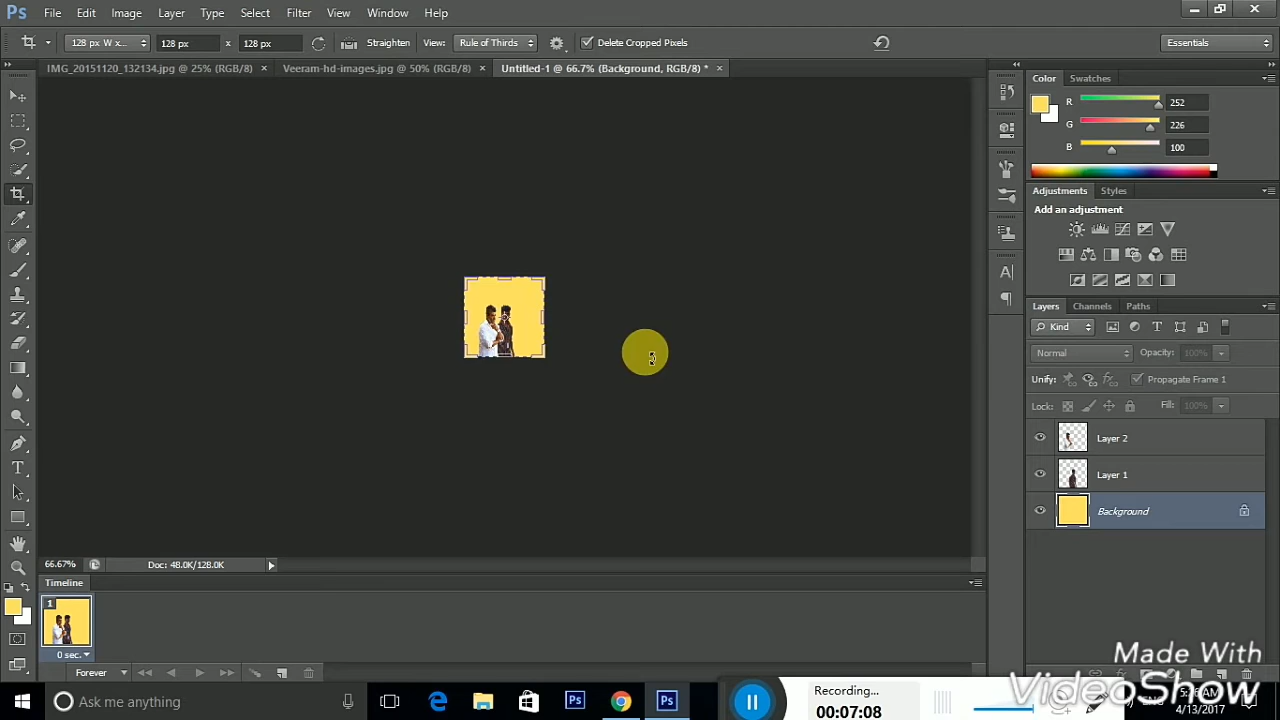 Ps File Edit Image Layer Type Select Filter View Window Help
128 px W x... 128 px x 128 px Straighten View: Rule of Thirds Delete Cropped Pixels Essentials
IMG_20151120_132134.jpg @ 25% (RGB/8) × Veeram-hd-images.jpg @ 50% (RGB/8) × Untitled-1 @ 66.7% (Background, RGB/8) * ×
Color Swatches
R 252
G 226
B 100
Adjustments Styles
Add an adjustment
Layers Channels Paths
Kind
Normal Opacity: 100%
Unify: Propagate Frame 1
Lock: Fill: 100%
Layer 2
Layer 1
Background
66.67% Doc: 48.0K/128.0K
Timeline
1
0 sec.
Forever
Made With
VideoShow
Ask me anything
Recording...
00:07:08
ENG
4/13/2017